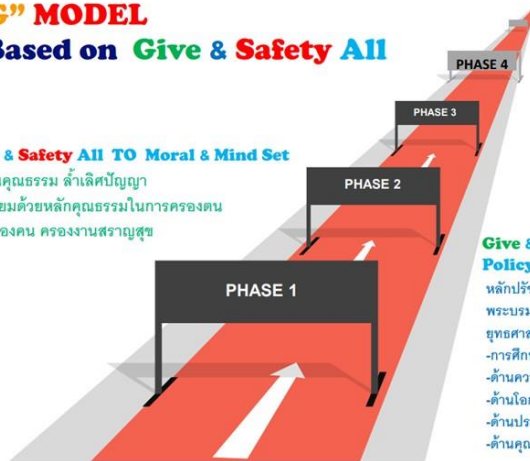 MODEL
Based on Give & Safety All
& Safety All TO Moral & Mind Set
คุณธรรม ล้ำเลิศปัญญา
ยมด้วยหลักคุณธรรมในการครองตน
องคน ครองงานสราญสุข
PHASE 4
PHASE 3
PHASE 2
PHASE 1
Give &
Policy
หลักปรัช
พระบรม
ยุทธศาส
-การศึก
-ด้านคว
-ด้านโอก
-ด้านประ
-ด้านคุณ